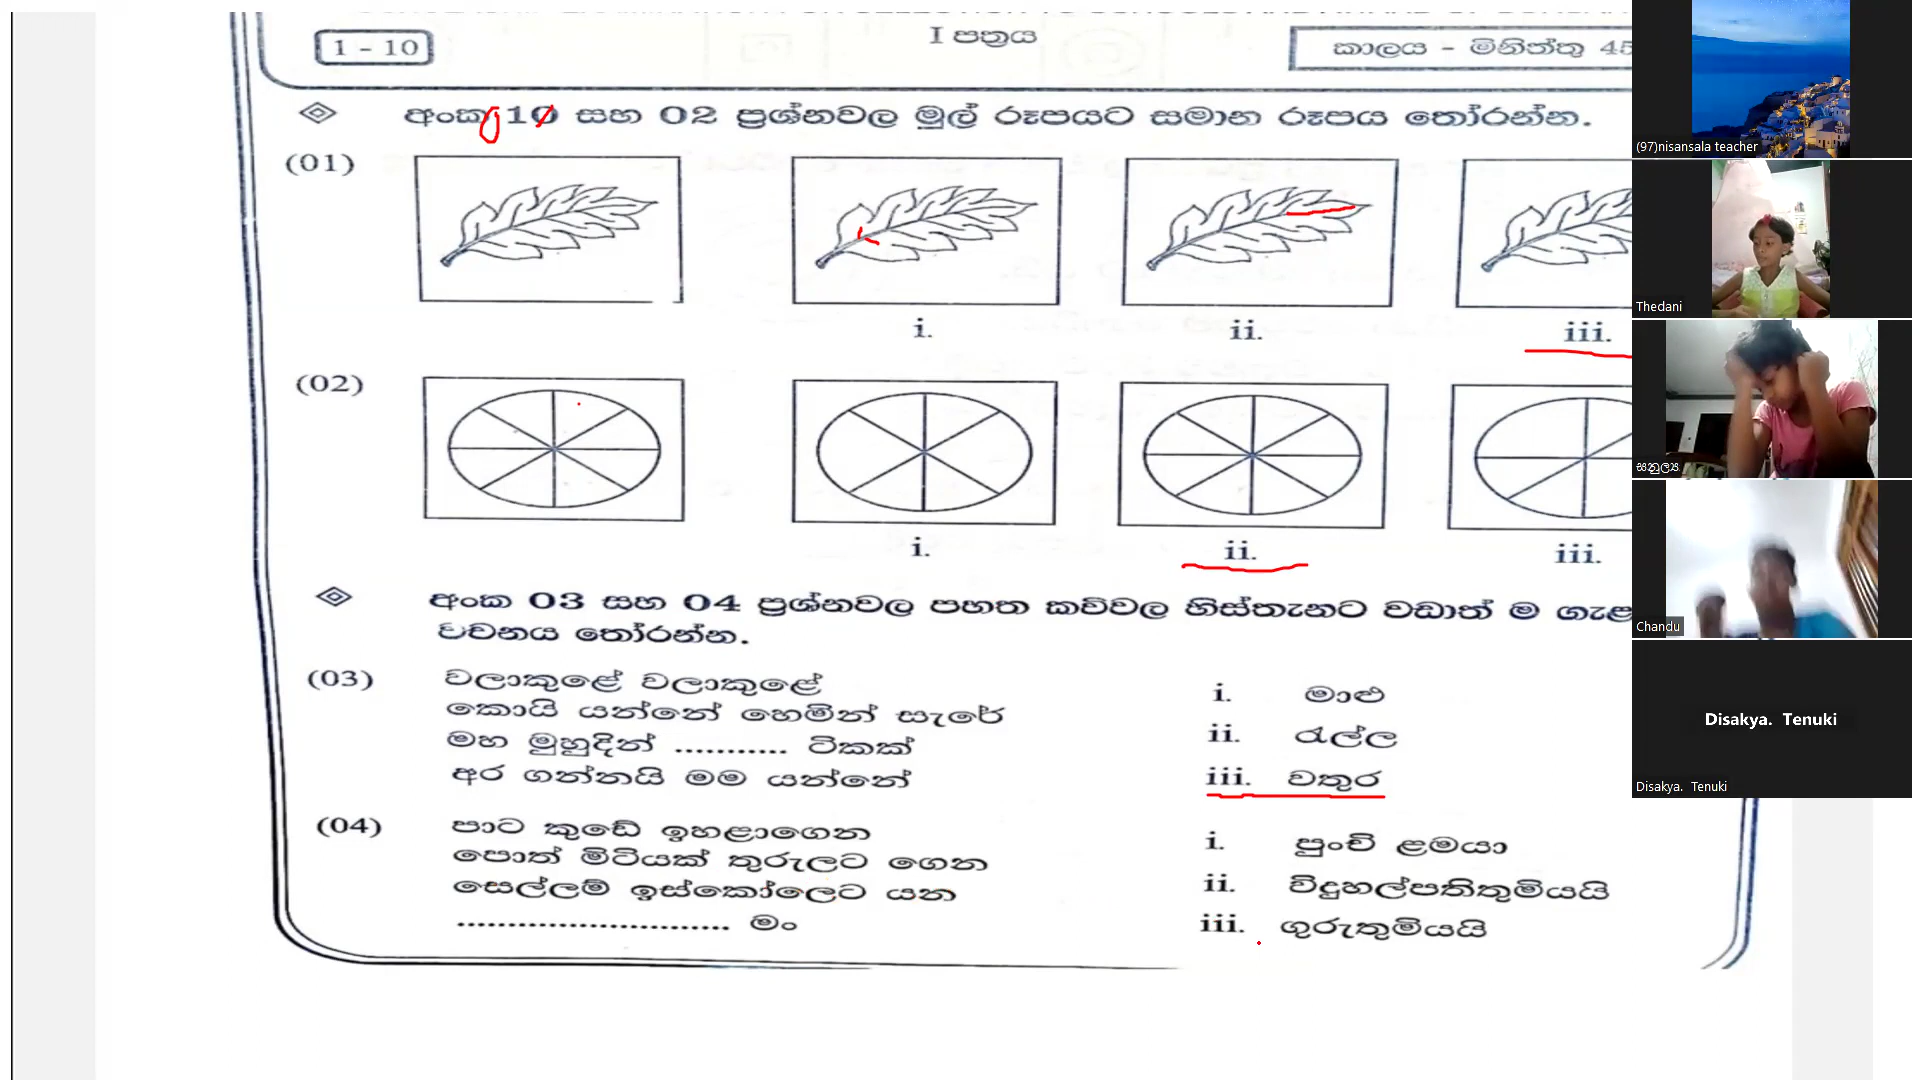 1 - 10
I පත්‍රය
කාලය - මිනිත්තු 45
අංක 010 සහ 02 ප්‍රශ්නවල මුල් රූපයට සමාන රූපය තෝරන්න.
(01)
i.
ii.
iii.
(02)
i.
ii.
iii.
අංක 03 සහ 04 ප්‍රශ්නවල පහත කවිවල හිස්තැනට වඩාත් ම ගැළ
වචනය තෝරන්න.
(03)
වලාකුළේ වලාකුළේ
කොයි යන්නේ හෙමින් සැරේ
මහ මුහුදින් ........... ටිකක්
අර ගන්නයි මම යන්නේ
i. මාළු
ii. රැල්ල
iii. වතුර
(04)
පාට කුඩේ ඉහළාගෙන
පොත් මිටියක් තුරුලට ගෙන
සෙල්ලම් ඉස්කෝලෙට යන
........................... මං
i. පුංචි ළමයා
ii. විදුහල්පතිතුමියයි
iii. ගුරුතුමියයි
(97)nisansala teacher
Thedani
Chandu
Disakya. Tenuki
Disakya. Tenuki